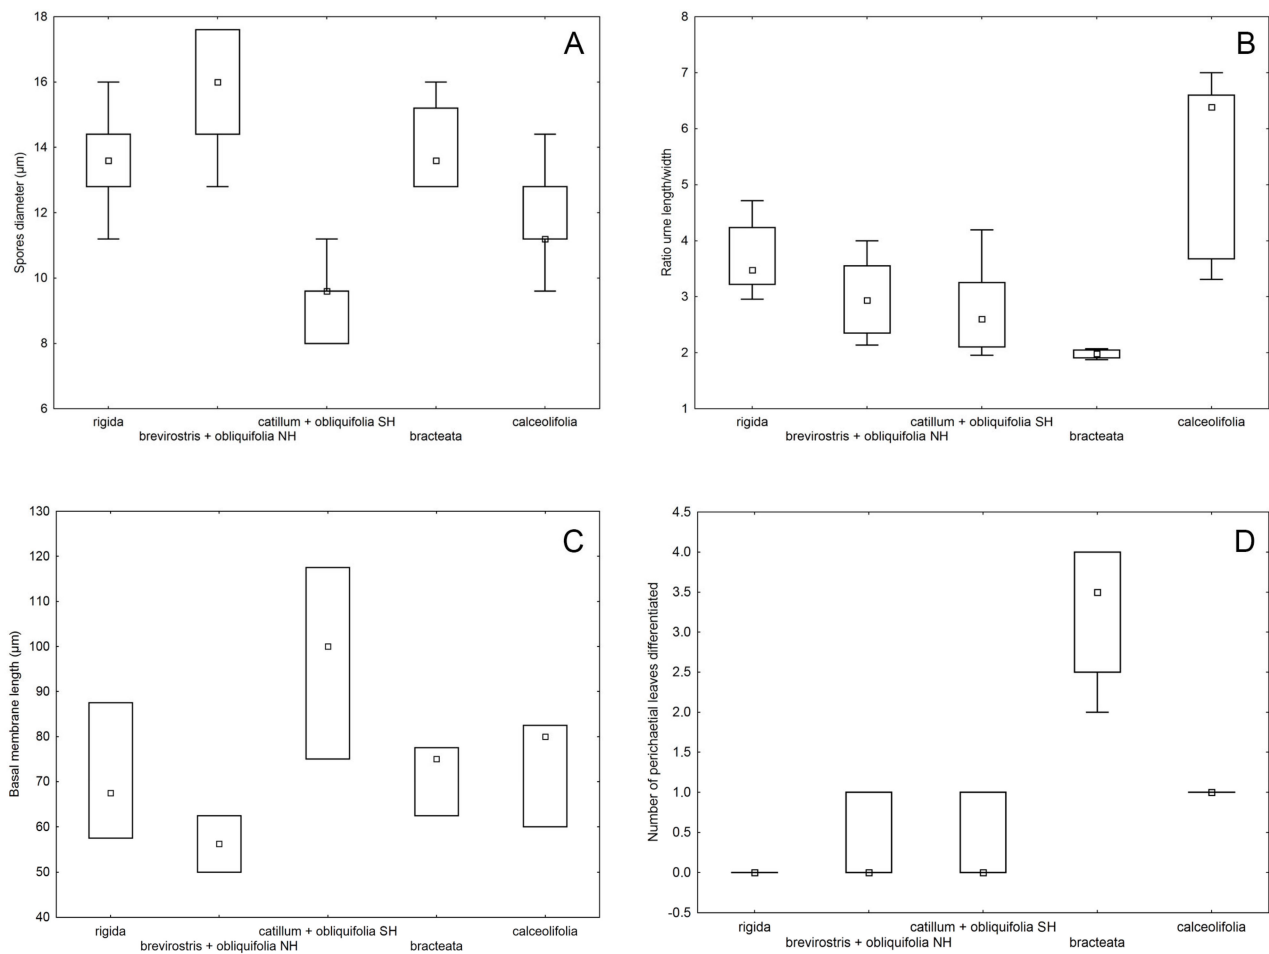 A
Spores diameter (µm)
18
16
14
12
10
8
6
rigida
catillum + obliquifolia SH
calceolifolia
brevirostris + obliquifolia NH
bracteata
B
Ratio urne length/width
8
7
6
5
4
3
2
1
rigida
catillum + obliquifolia SH
calceolifolia
brevirostris + obliquifolia NH
bracteata
C
Basal membrane length (µm)
130
120
110
100
90
80
70
60
50
40
rigida
catillum + obliquifolia SH
calceolifolia
brevirostris + obliquifolia NH
bracteata
D
Number of perichaetial leaves differentiated
4.5
4.0
3.5
3.0
2.5
2.0
1.5
1.0
0.5
0.0
-0.5
rigida
catillum + obliquifolia SH
calceolifolia
brevirostris + obliquifolia NH
bracteata